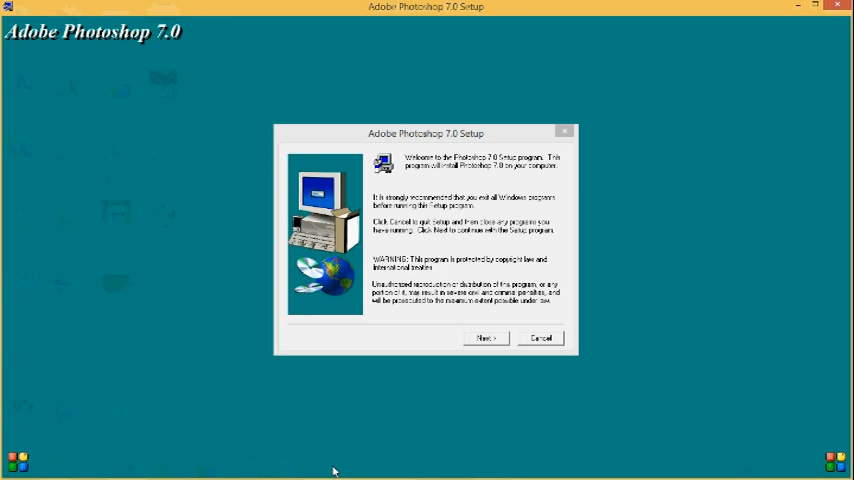 Adobe Photoshop 7.0 Setup
Adobe Photoshop 7.0
Adobe Photoshop 7.0 Setup
Welcome to the Photoshop 7.0 Setup program. This
program will install Photoshop 7.0 on your computer.
It is strongly recommended that you exit all Windows programs
before running this Setup program.
Click Cancel to quit Setup and then close any programs you
have running. Click Next to continue with the Setup program.
WARNING: This program is protected by copyright law and
international treaties.
Unauthorized reproduction or distribution of this program, or any
portion of it, may result in severe civil and criminal penalties, and
will be prosecuted to the maximum extent possible under law.
Next >
Cancel